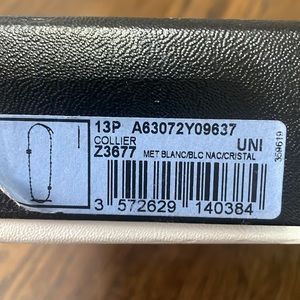 13P A63072Y09637
COLLIER UNI
Z3677 MET BLANC/BLC NAC/CRISTAL
3 572629 140384
359619